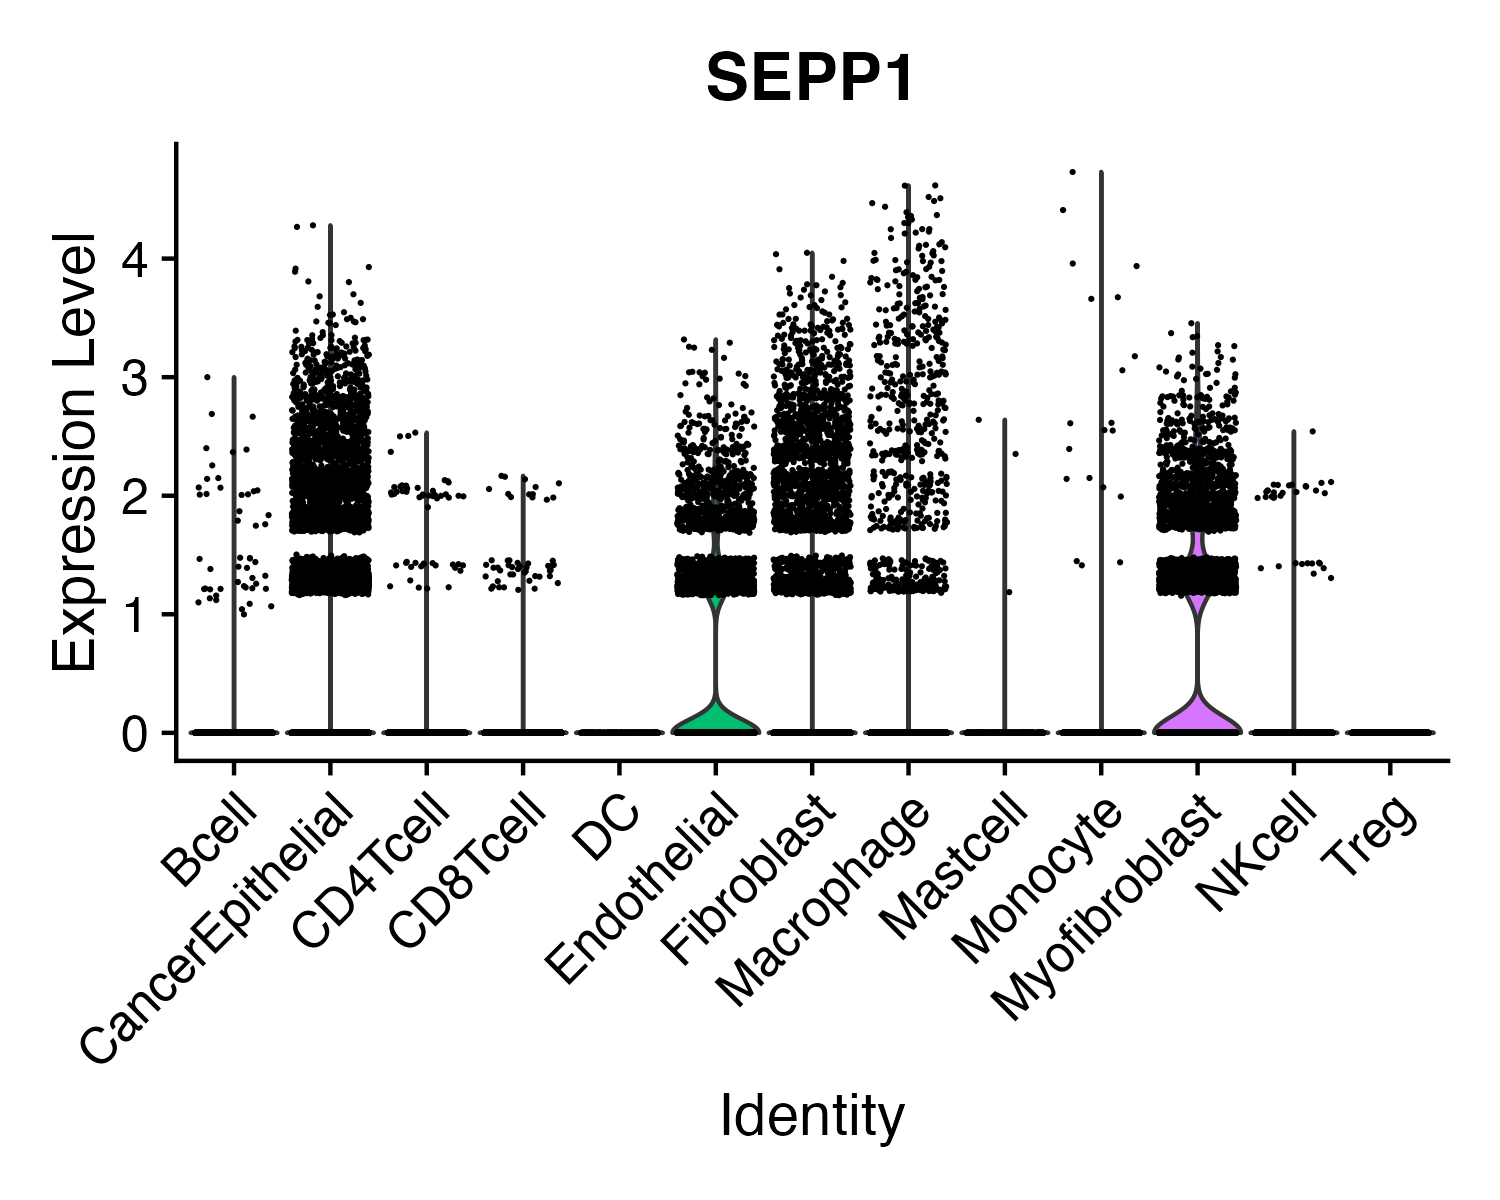 SEPP1
Expression Level
4
3
2
1
0
Bcell
CancerEpithelial
CD4Tcell
CD8Tcell
DC
Endothelial
Fibroblast
Macrophage
Mastcell
Monocyte
Myofibroblast
NKcell
Treg
Identity